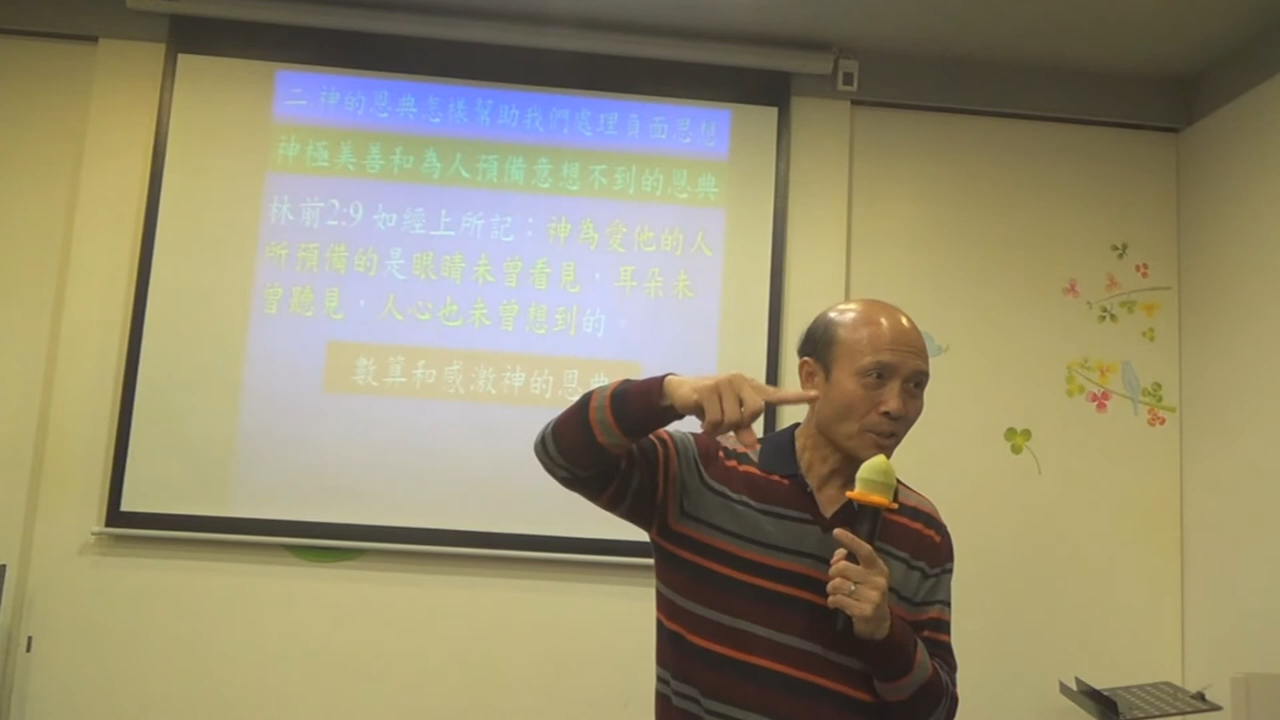 二.神的恩典怎樣幫助我們處理負面思想
神極美善和為人預備意想不到的恩典
林前2:9 如經上所記：神為愛他的人
所預備的是眼睛未曾看見，耳朵未
曾聽見，人心也未曾想到的。
數算和感激神的恩典